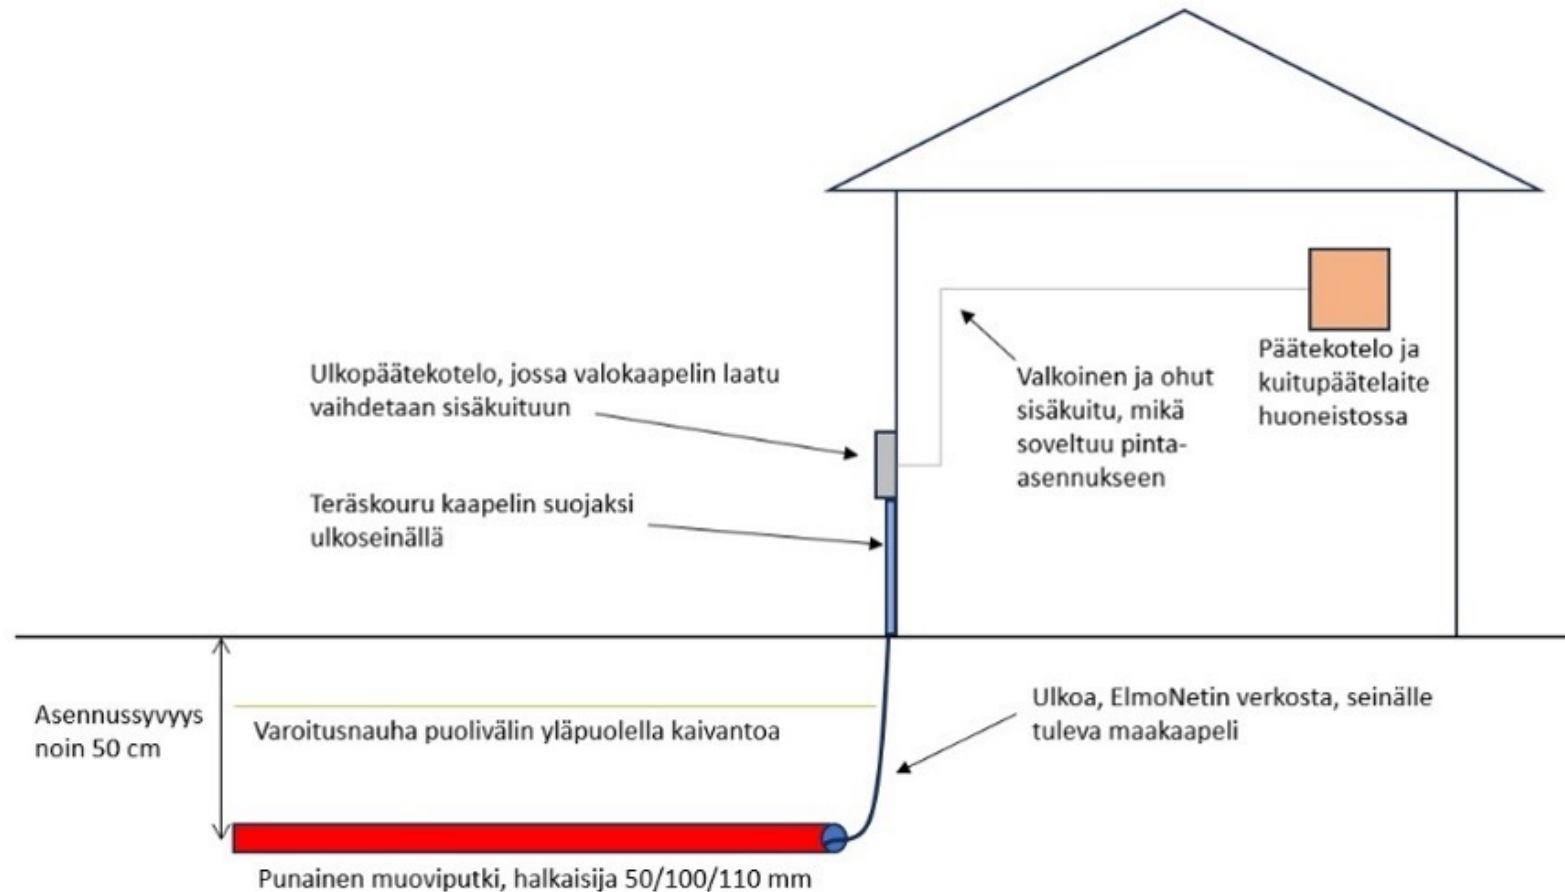 Ulkopäätekotelo, jossa valokaapelin laatu
vaihdetaan sisäkuituun
Teräskouru kaapelin suojaksi
ulkoseinällä
Valkoinen ja ohut
sisäkuitu, mikä
soveltuu pinta-
asennukseen
Päätekotelo ja
kuitupäätelaite
huoneistossa
Asennussyvyys
noin 50 cm
Varoitusnauha puolivälin yläpuolella kaivantoa
Ulkoa, ElmoNetin verkosta, seinälle
tuleva maakaapeli
Punainen muoviputki, halkaisija 50/100/110 mm